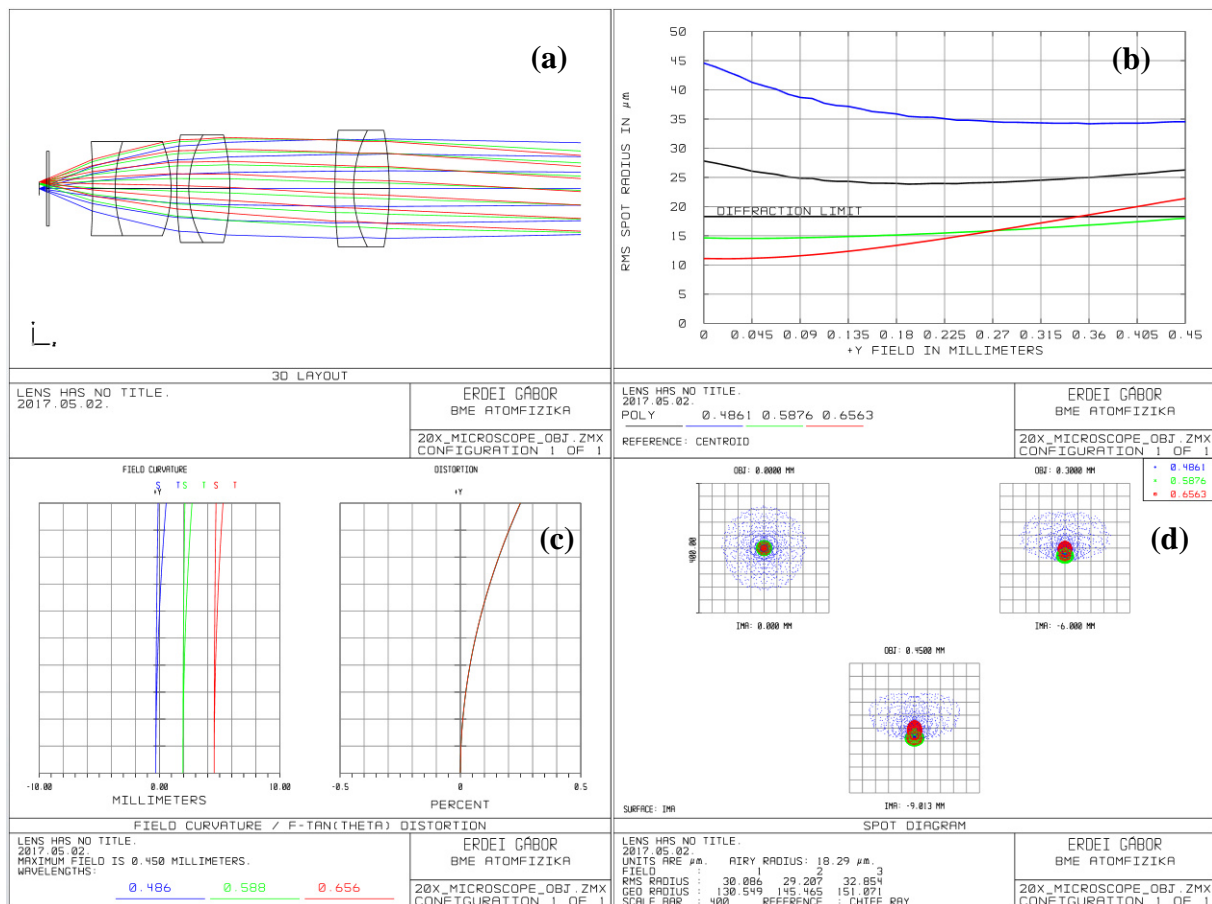 (a)
Y
Z
3D LAYOUT
LENS HAS NO TITLE.
2017.05.02.
ERDEI GÁBOR
BME ATOMFIZIKA
20X_MICROSCOPE_OBJ.ZMX
CONFIGURATION 1 OF 1
(b)
50
45
40
35
30
25
20
15
10
5
0
RMS SPOT RADIUS IN µm
DIFFRACTION LIMIT
0 0.045 0.09 0.135 0.18 0.225 0.27 0.315 0.36 0.405 0.45
+Y FIELD IN MILLIMETERS
LENS HAS NO TITLE.
2017.05.02.
POLY 0.4861 0.5876 0.6563
REFERENCE: CENTROID
ERDEI GÁBOR
BME ATOMFIZIKA
20X_MICROSCOPE_OBJ.ZMX
CONFIGURATION 1 OF 1
FIELD CURVATURE
+Y
S T S T S T
-10.00 0.00 10.00
MILLIMETERS
DISTORTION
+Y
(c)
-0.5 0 0.5
PERCENT
FIELD CURVATURE / F-TAN(THETA) DISTORTION
LENS HAS NO TITLE.
2017.05.02.
MAXIMUM FIELD IS 0.450 MILLIMETERS.
WAVELENGTHS:
0.486 0.588 0.656
ERDEI GÁBOR
BME ATOMFIZIKA
20X_MICROSCOPE_OBJ.ZMX
CONFIGURATION 1 OF 1
OBJ: 0.0000 MM
400.00
IMA: 0.000 MM
OBJ: 0.3000 MM
IMA: -6.000 MM
0.4861
0.5876
0.6563
(d)
OBJ: 0.4500 MM
IMA: -9.013 MM
SURFACE: IMA
SPOT DIAGRAM
LENS HAS NO TITLE.
2017.05.02.
UNITS ARE µm. AIRY RADIUS: 18.29 µm.
FIELD : 1 2 3
RMS RADIUS : 30.086 29.207 32.854
GEO RADIUS : 130.549 145.465 151.071
SCALE BAR : 400 REFERENCE : CHIEF RAY
ERDEI GÁBOR
BME ATOMFIZIKA
20X_MICROSCOPE_OBJ.ZMX
CONFIGURATION 1 OF 1